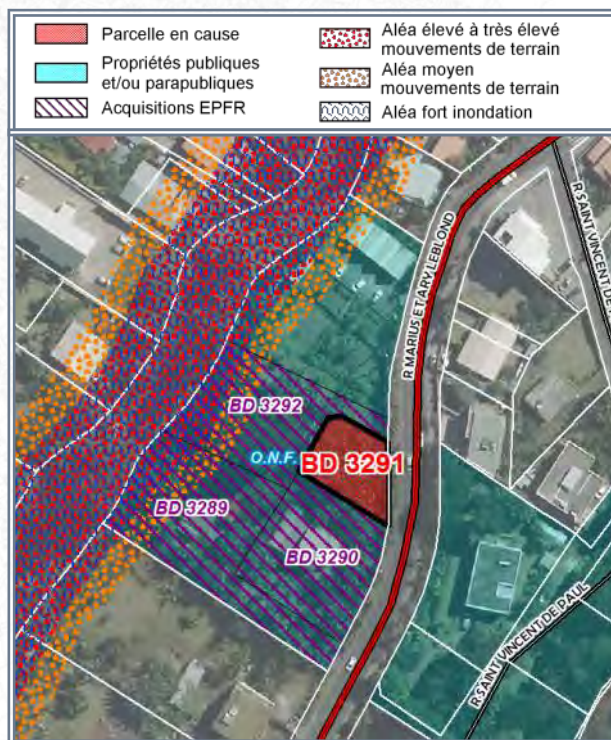 Parcelle en cause
Propriétés publiques
et/ou parapubliques
Acquisitions EPFR
Aléa élevé à très élevé
mouvements de terrain
Aléa moyen
mouvements de terrain
Aléa fort inondation
R MARIUS ET ARY LEBLOND
R SAINT VINCENT DE
BD 3292
O.N.F.
BD 3291
BD 3289
BD 3290
R SAINT VINCENT DE PAUL